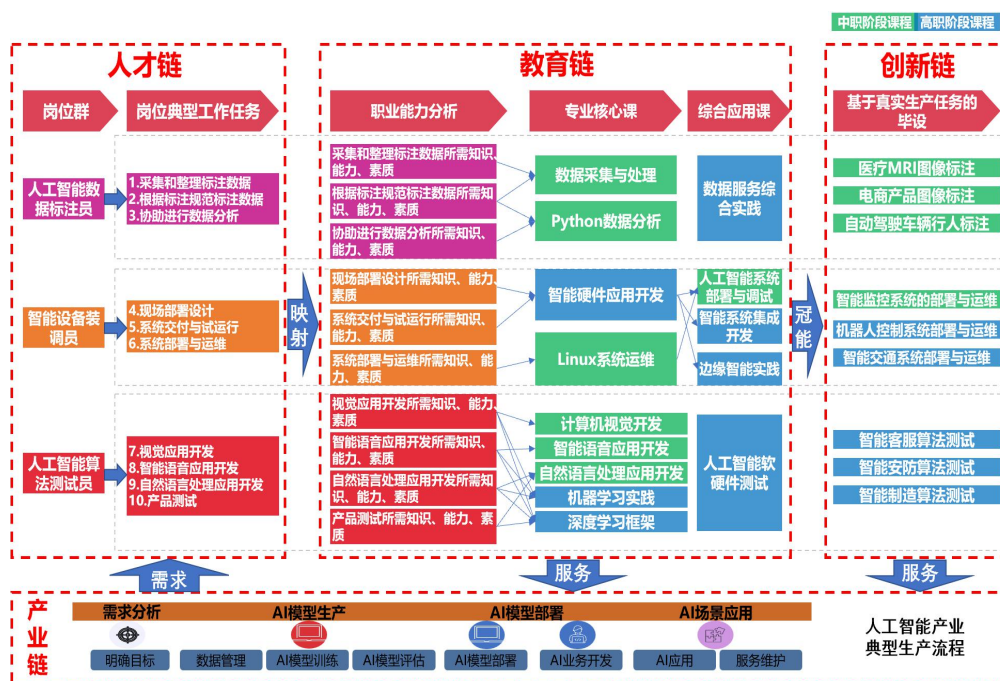 中职阶段课程 高职阶段课程
人才链
教育链
创新链
岗位群
岗位典型工作任务
职业能力分析
专业核心课
综合应用课
基于真实生产任务的
毕设
人工智能数
据标注员
1.采集和整理标注数据
2.根据标注规范标注数据
3.协助进行数据分析
采集和整理标注数据所需知识、
能力、素质
根据标注规范标注数据所需知
识、能力、素质
协助进行数据分析所需知识、
能力、素质
数据采集与处理
Python数据分析
数据服务综
合实践
医疗MRI图像标注
电商产品图像标注
自动驾驶车辆行人标注
智能设备装
调员
4.现场部署设计
5.系统交付与试运行
6.系统部署与运维
映
射
现场部署设计所需知识、能力、
素质
系统交付与试运行所需知识、
能力、素质
系统部署与运维所需知识、能
力、素质
智能硬件应用开发
Linux系统运维
人工智能系统
部署与调试
智能系统集成
开发
边缘智能实践
冠
能
智能监控系统的部署与运维
机器人控制系统部署与运维
智能交通系统部署与运维
人工智能算
法测试员
7.视觉应用开发
8.智能语音应用开发
9.自然语言处理应用开发
10.产品测试
视觉应用开发所需知识、能力、
素质
智能语音应用开发所需知识、
能力、素质
自然语言处理应用开发所需知
识、能力、素质
产品测试所需知识、能力、素
质
计算机视觉开发
智能语音应用开发
自然语言处理应用开发
机器学习实践
深度学习框架
人工智能软
硬件测试
智能客服算法测试
智能安防算法测试
智能制造算法测试
需求
服务
服务
产
业
链
需求分析
AI模型生产
AI模型部署
AI场景应用
明确目标
数据管理
AI模型训练
AI模型评估
AI模型部署
AI业务开发
AI应用
服务维护
人工智能产业
典型生产流程